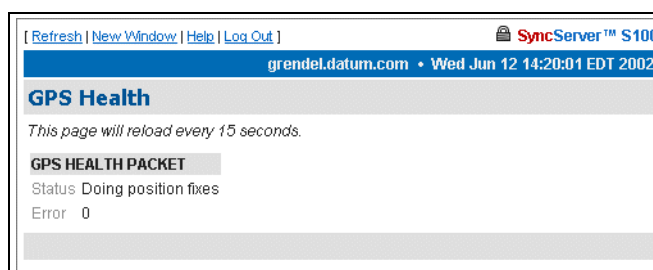 [ Refresh | New Window | Help | Log Out ] SyncServer™ S100
grendel.datum.com • Wed Jun 12 14:20:01 EDT 2002
GPS Health
This page will reload every 15 seconds.
GPS HEALTH PACKET
Status Doing position fixes
Error 0